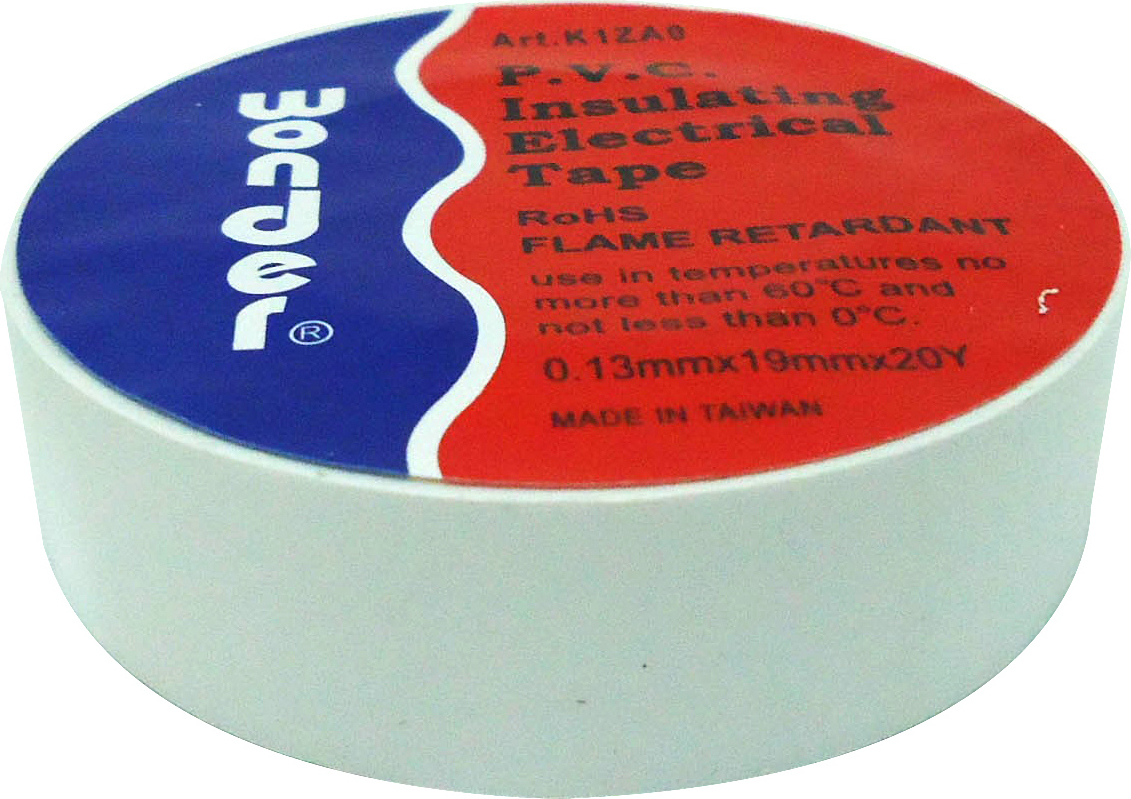 wonder
®
Art.K1ZA0
P.V.C.
Insulating
Electrical
Tape
RoHS
FLAME RETARDANT
use in temperatures no
more than 60°C and
not less than 0°C.
0.13mmx19mmx20Y
MADE IN TAIWAN